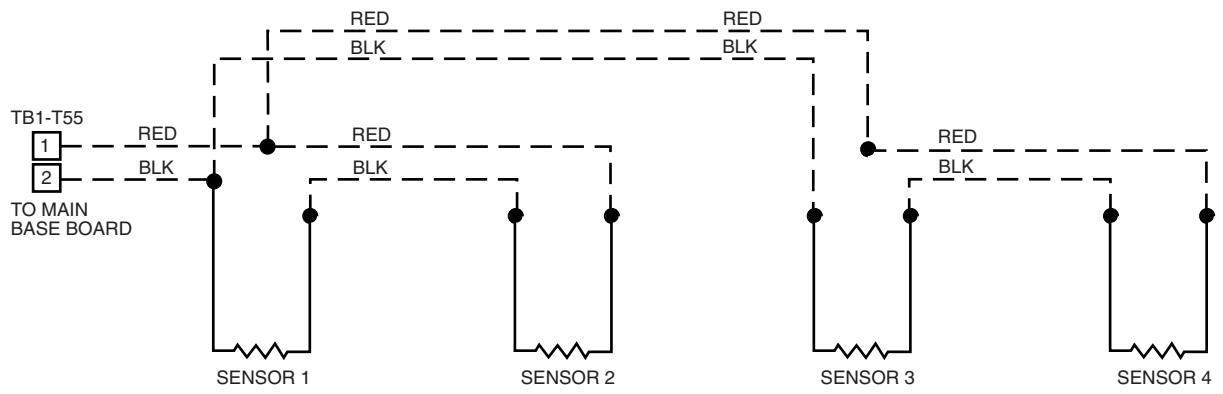 RED RED
BLK BLK
TB1-T55
1 RED RED RED
2 BLK BLK BLK
TO MAIN
BASE BOARD
SENSOR 1 SENSOR 2 SENSOR 3 SENSOR 4